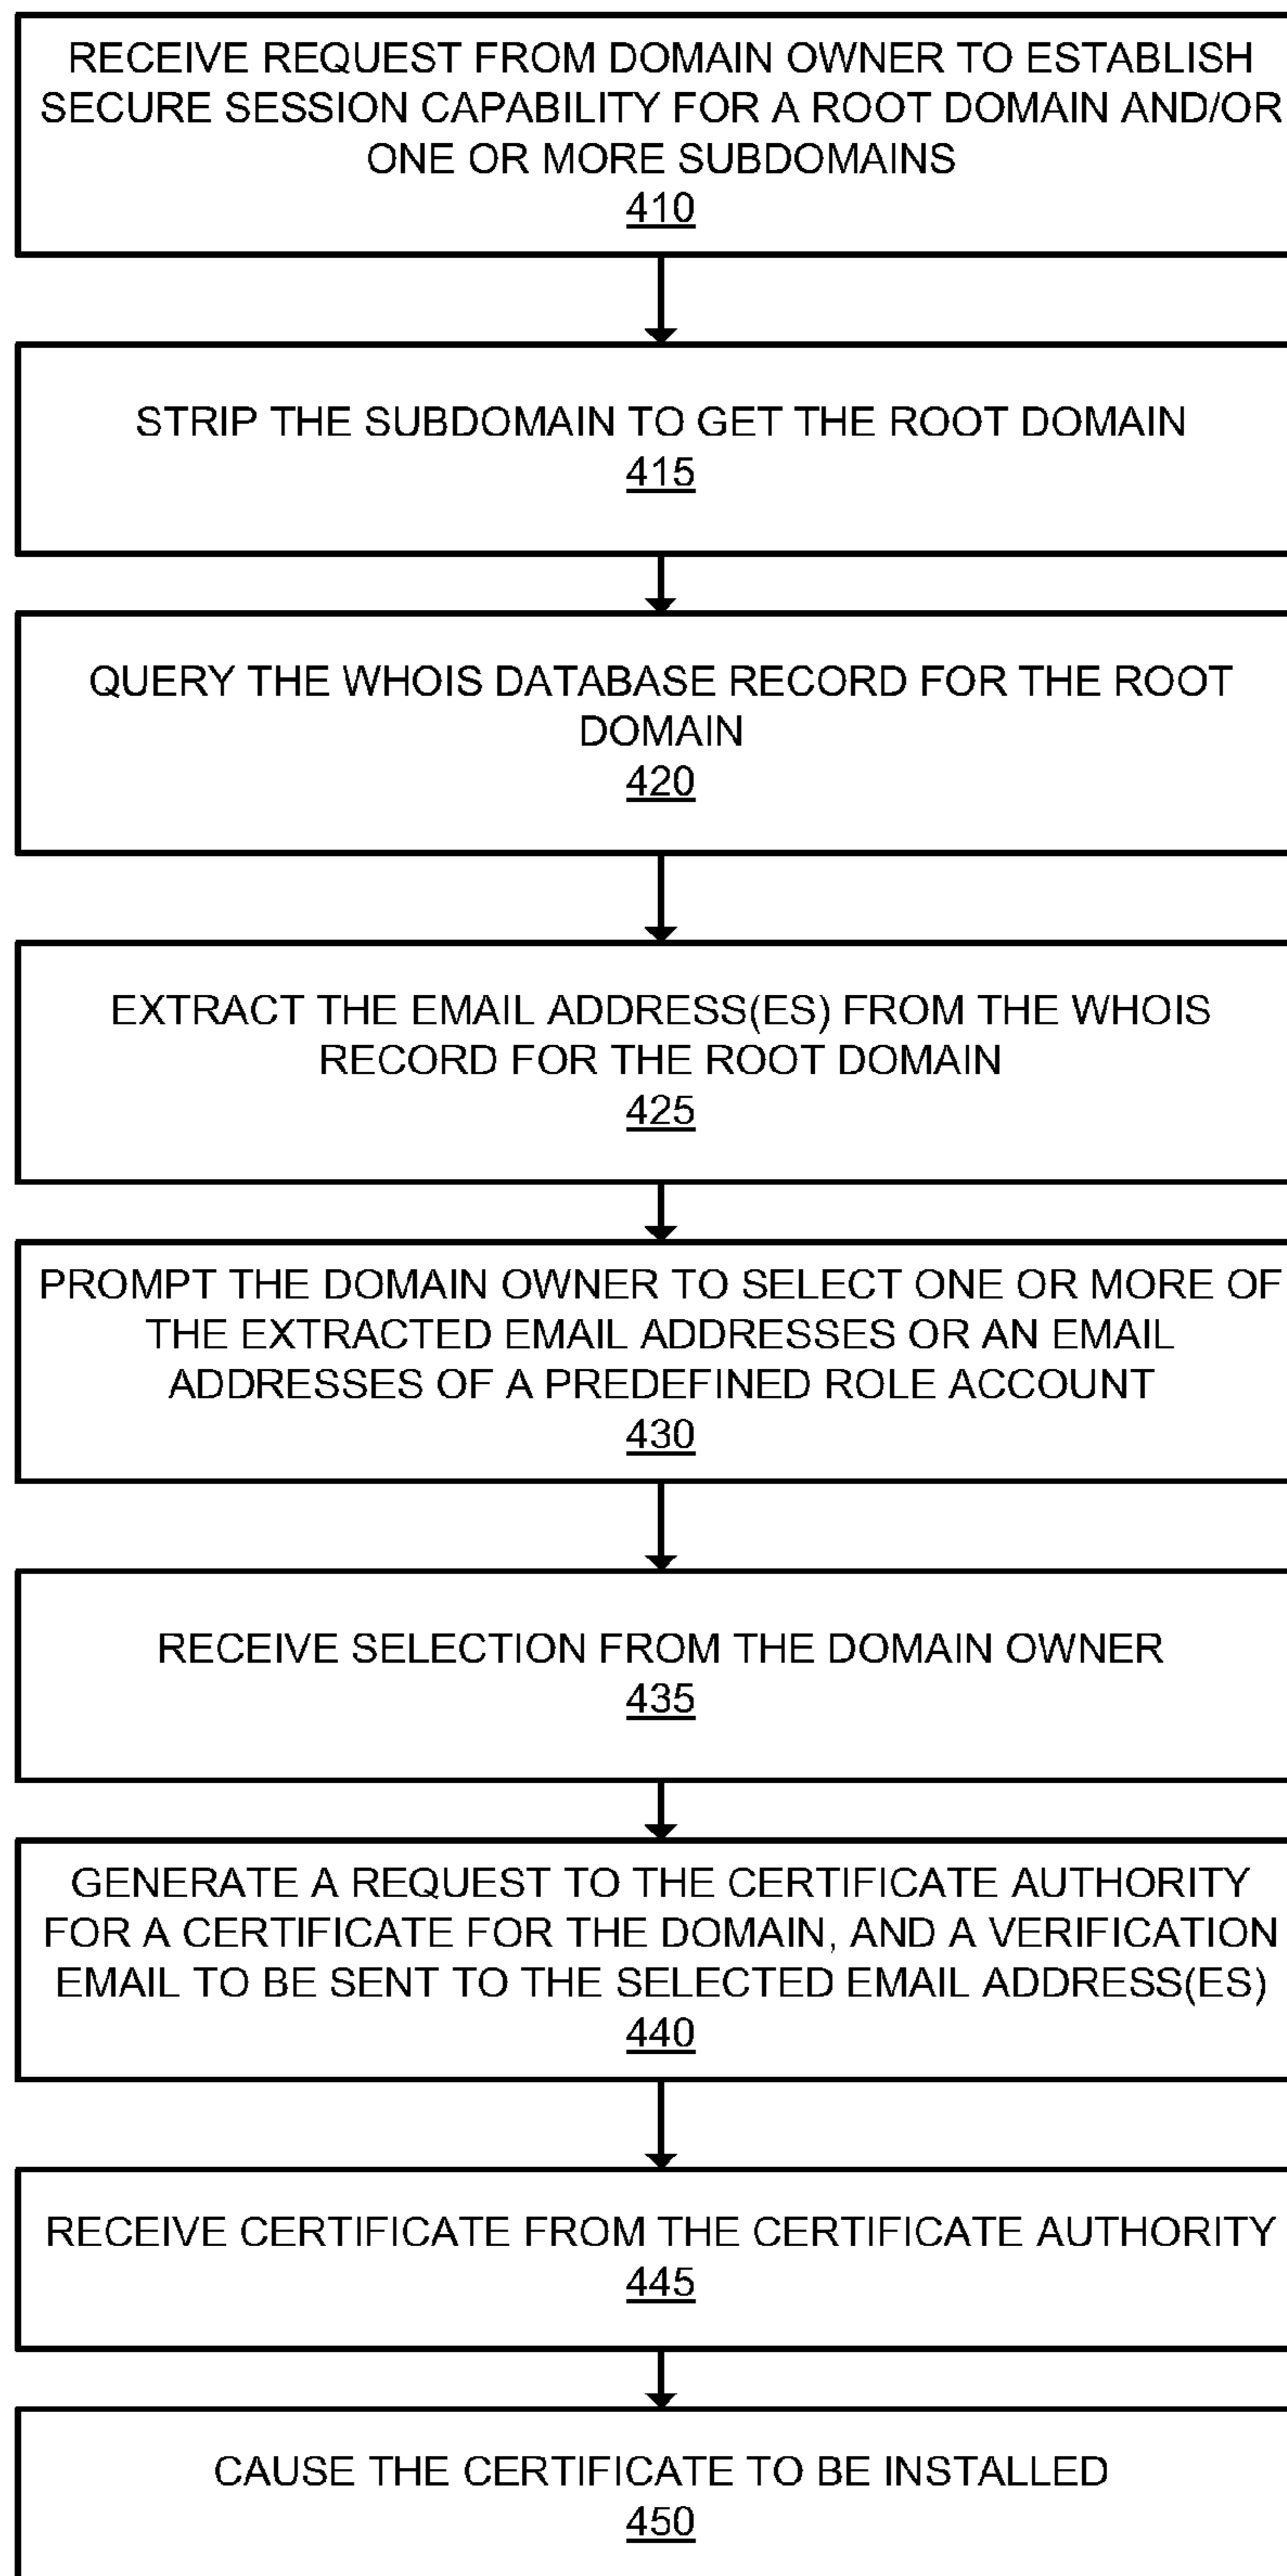 RECEIVE REQUEST FROM DOMAIN OWNER TO ESTABLISH
SECURE SESSION CAPABILITY FOR A ROOT DOMAIN AND/OR
ONE OR MORE SUBDOMAINS
410
STRIP THE SUBDOMAIN TO GET THE ROOT DOMAIN
415
QUERY THE WHOIS DATABASE RECORD FOR THE ROOT
DOMAIN
420
EXTRACT THE EMAIL ADDRESS(ES) FROM THE WHOIS
RECORD FOR THE ROOT DOMAIN
425
PROMPT THE DOMAIN OWNER TO SELECT ONE OR MORE OF
THE EXTRACTED EMAIL ADDRESSES OR AN EMAIL
ADDRESSES OF A PREDEFINED ROLE ACCOUNT
430
RECEIVE SELECTION FROM THE DOMAIN OWNER
435
GENERATE A REQUEST TO THE CERTIFICATE AUTHORITY
FOR A CERTIFICATE FOR THE DOMAIN, AND A VERIFICATION
EMAIL TO BE SENT TO THE SELECTED EMAIL ADDRESS(ES)
440
RECEIVE CERTIFICATE FROM THE CERTIFICATE AUTHORITY
445
CAUSE THE CERTIFICATE TO BE INSTALLED
450